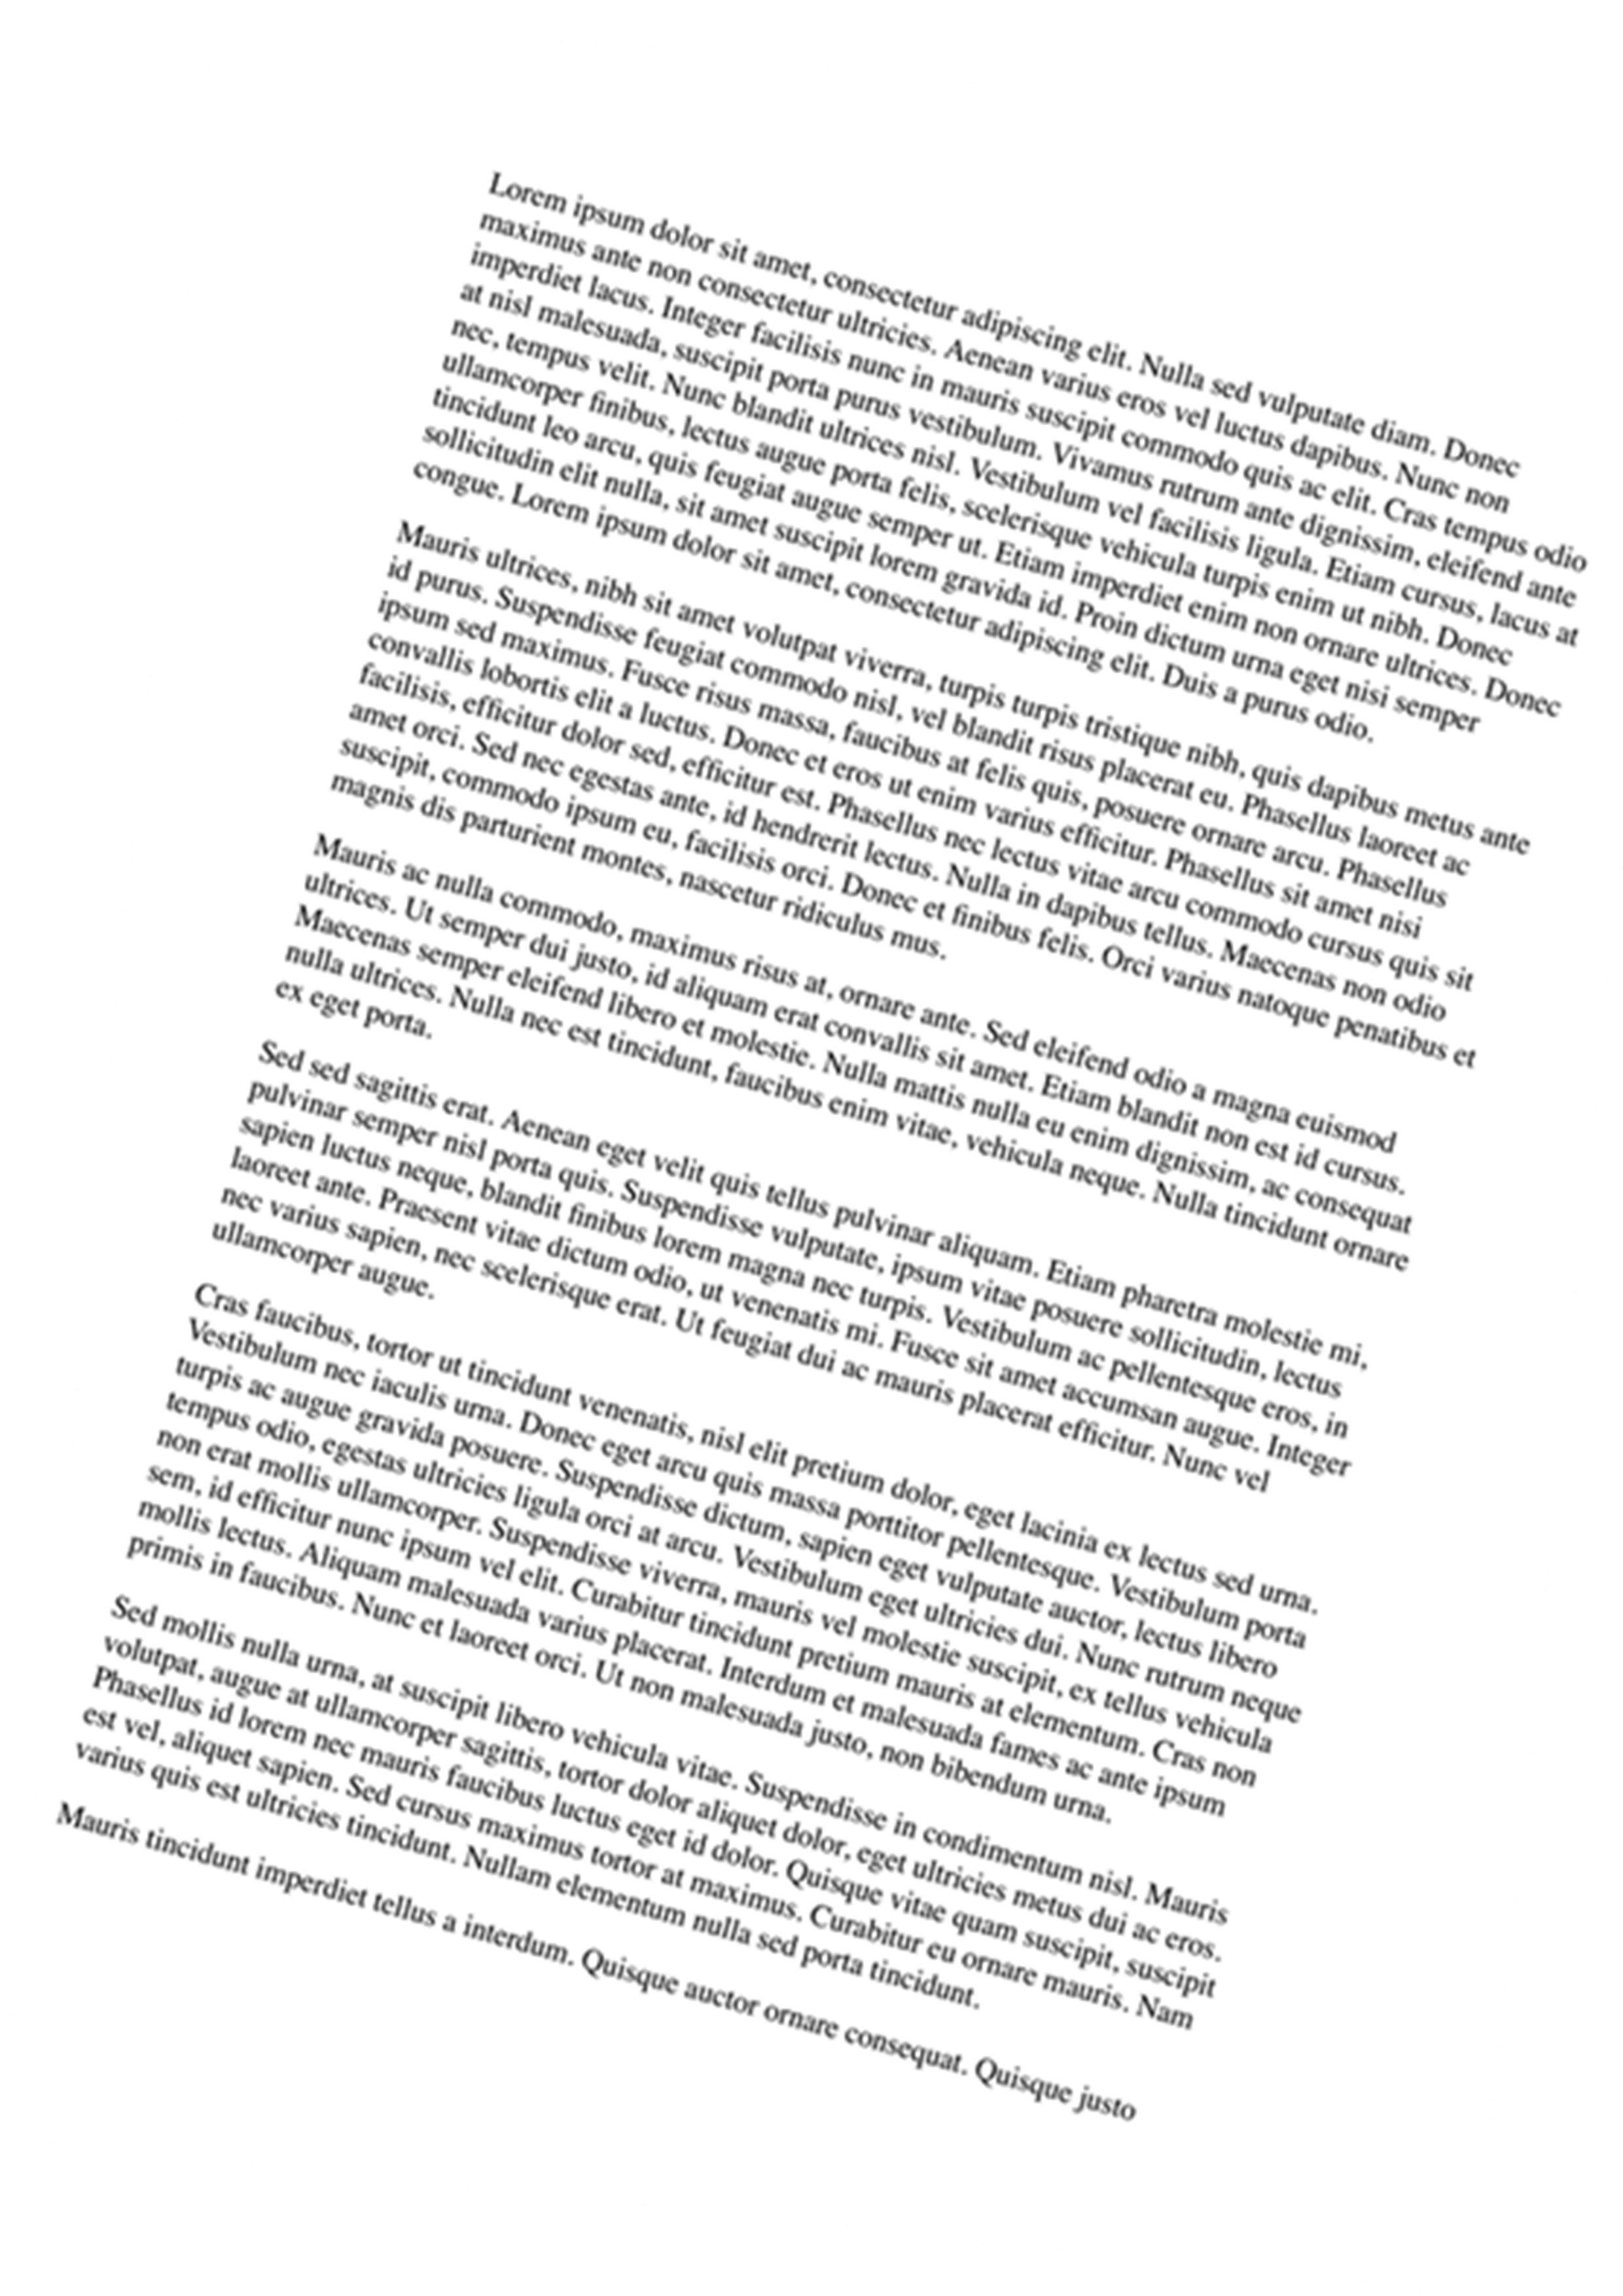 Lorem ipsum dolor sit amet, consectetur adipiscing elit. Nulla sed vulputate diam. Donec
maximus ante non consectetur ultricies. Aenean varius eros vel luctus dapibus. Nunc non
imperdiet lacus. Integer facilisis nunc in mauris suscipit commodo quis ac elit. Cras tempus odio
at nisl malesuada, suscipit porta purus vestibulum. Vivamus rutrum ante dignissim, eleifend ante
nec, tempus velit. Nunc blandit ultrices nisl. Vestibulum vel facilisis ligula. Etiam cursus, lacus at
ullamcorper finibus, lectus augue porta felis, scelerisque vehicula turpis enim ut nibh. Donec
tincidunt leo arcu, quis feugiat augue semper ut. Etiam imperdiet enim non ornare ultrices. Donec
sollicitudin elit nulla, sit amet suscipit lorem gravida id. Proin dictum urna eget nisi semper
congue. Lorem ipsum dolor sit amet, consectetur adipiscing elit. Duis a purus odio.
Mauris ultrices, nibh sit amet volutpat viverra, turpis turpis tristique nibh, quis dapibus metus ante
id purus. Suspendisse feugiat commodo nisl, vel blandit risus placerat eu. Phasellus laoreet ac
ipsum sed maximus. Fusce risus massa, faucibus at felis quis, posuere ornare arcu. Phasellus
convallis lobortis elit a luctus. Donec et eros ut enim varius efficitur. Phasellus sit amet nisi
facilisis, efficitur dolor sed, efficitur est. Phasellus nec lectus vitae arcu commodo cursus quis sit
amet orci. Sed nec egestas ante, id hendrerit lectus. Nulla in dapibus tellus. Maecenas non odio
suscipit, commodo ipsum eu, facilisis orci. Donec et finibus felis. Orci varius natoque penatibus et
magnis dis parturient montes, nascetur ridiculus mus.
Mauris ac nulla commodo, maximus risus at, ornare ante. Sed eleifend odio a magna euismod
ultrices. Ut semper dui justo, id aliquam erat convallis sit amet. Etiam blandit non est id cursus.
Maecenas semper eleifend libero et molestie. Nulla mattis nulla eu enim dignissim, ac consequat
nulla ultrices. Nulla nec est tincidunt, faucibus enim vitae, vehicula neque. Nulla tincidunt ornare
ex eget porta.
Sed sed sagittis erat. Aenean eget velit quis tellus pulvinar aliquam. Etiam pharetra molestie mi,
pulvinar semper nisl porta quis. Suspendisse vulputate, ipsum vitae posuere sollicitudin, lectus
sapien luctus neque, blandit finibus lorem magna nec turpis. Vestibulum ac pellentesque eros, in
laoreet ante. Praesent vitae dictum odio, ut venenatis mi. Fusce sit amet accumsan augue. Integer
nec varius sapien, nec scelerisque erat. Ut feugiat dui ac mauris placerat efficitur. Nunc vel
ullamcorper augue.
Cras faucibus, tortor ut tincidunt venenatis, nisl elit pretium dolor, eget lacinia ex lectus sed urna.
Vestibulum nec iaculis urna. Donec eget arcu quis massa porttitor pellentesque. Vestibulum porta
turpis ac augue gravida posuere. Suspendisse dictum, sapien eget vulputate auctor, lectus libero
tempus odio, egestas ultricies ligula orci at arcu. Vestibulum eget ultricies dui. Nunc rutrum neque
non erat mollis ullamcorper. Suspendisse viverra, mauris vel molestie suscipit, ex tellus vehicula
sem, id efficitur nunc ipsum vel elit. Curabitur tincidunt pretium mauris at elementum. Cras non
mollis lectus. Aliquam malesuada varius placerat. Interdum et malesuada fames ac ante ipsum
primis in faucibus. Nunc et laoreet orci. Ut non malesuada justo, non bibendum urna.
Sed mollis nulla urna, at suscipit libero vehicula vitae. Suspendisse in condimentum nisl. Mauris
volutpat, augue at ullamcorper sagittis, tortor dolor aliquet dolor, eget ultricies metus dui ac eros.
Phasellus id lorem nec mauris faucibus luctus eget id dolor. Quisque vitae quam suscipit, suscipit
est vel, aliquet sapien. Sed cursus maximus tortor at maximus. Curabitur eu ornare mauris. Nam
varius quis est ultricies tincidunt. Nullam elementum nulla sed porta tincidunt.
Mauris tincidunt imperdiet tellus a interdum. Quisque auctor ornare consequat. Quisque justo